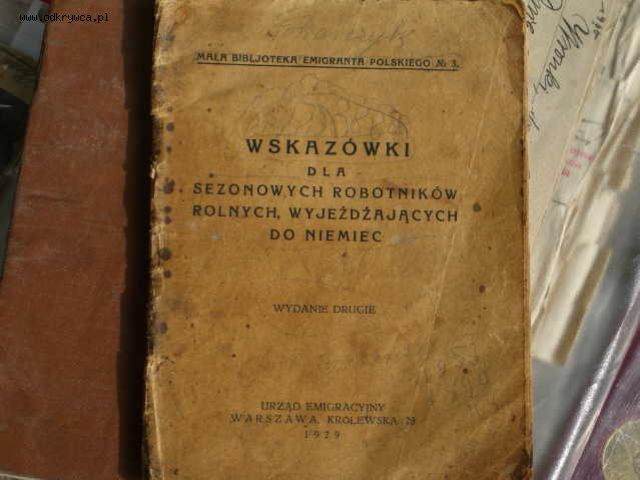 www.odkrywca.pl
MAŁA BIBLJOTEKA EMIGRANTA POLSKIEGO № 3.
WSKAZÓWKI
DLA
SEZONOWYCH ROBOTNIKÓW
ROLNYCH, WYJEŻDŻAJĄCYCH
DO NIEMIEC
WYDANIE DRUGIE
URZĄD EMIGRACYJNY
WARSZAWA, KRÓLEWSKA 23
1929